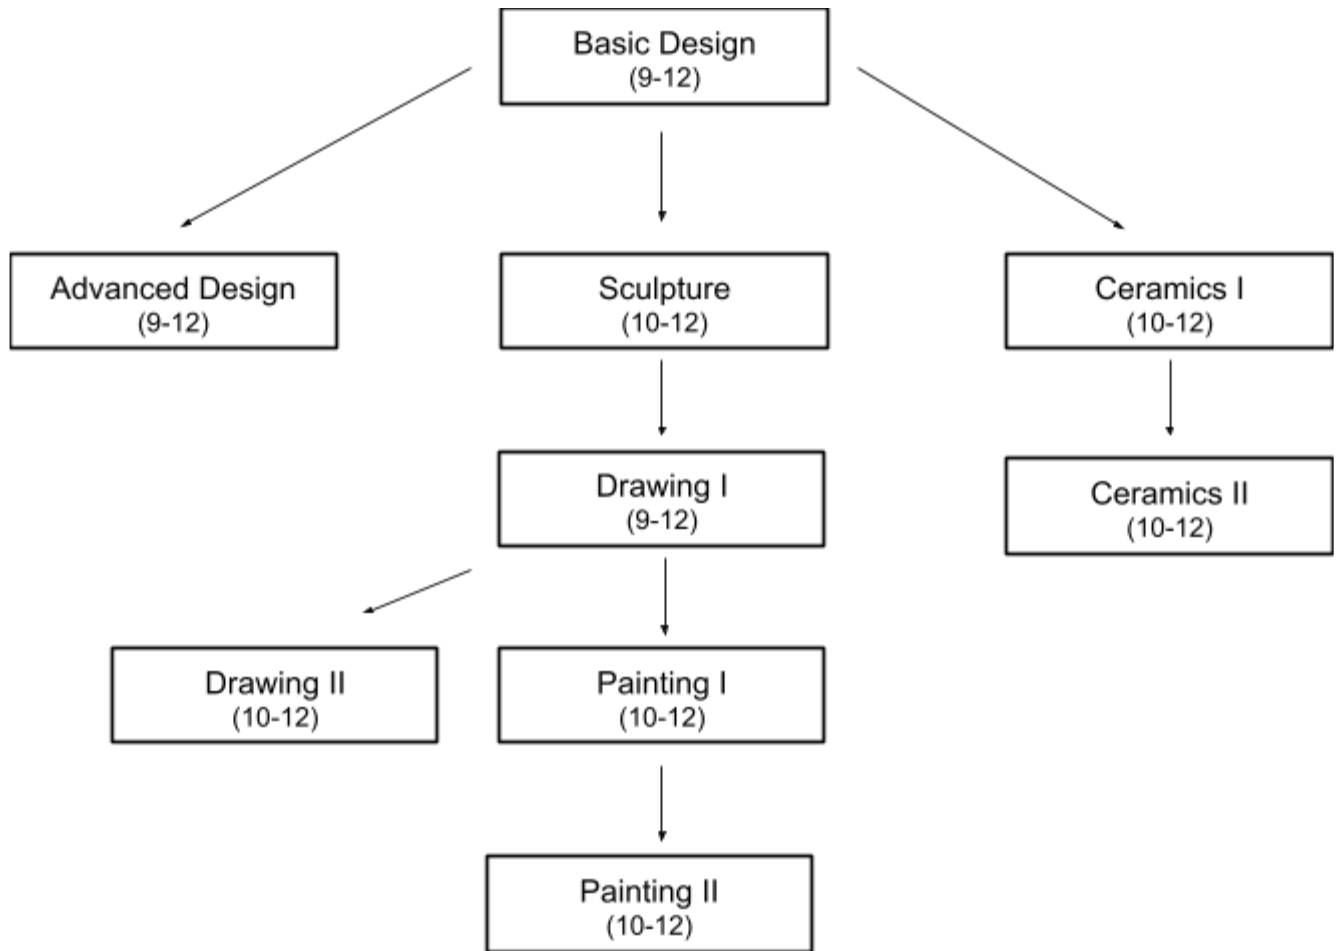 Basic Design
(9-12)
Advanced Design
(9-12)
Sculpture
(10-12)
Ceramics I
(10-12)
Drawing I
(9-12)
Ceramics II
(10-12)
Drawing II
(10-12)
Painting I
(10-12)
Painting II
(10-12)